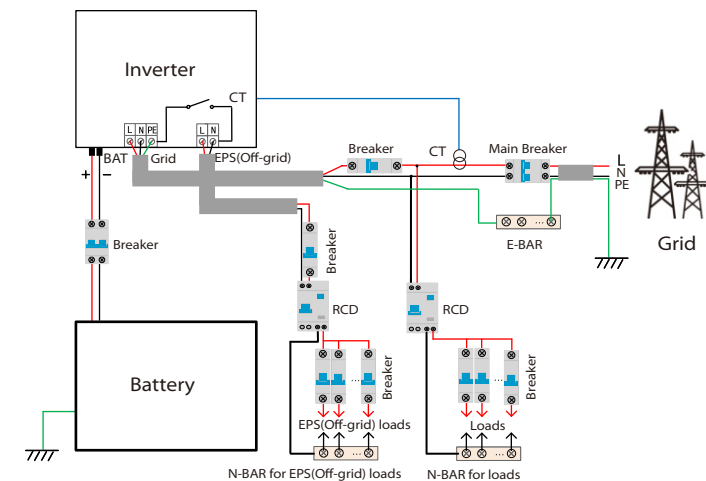 Inverter
CT
L N PE
L N
BAT
Grid
EPS(Off-grid)
+ −
Breaker
CT
Main Breaker
L
N
PE
Grid
E-BAR
Breaker
Breaker
RCD
RCD
Battery
...
Breaker
...
Breaker
EPS(Off-grid) loads
Loads
N-BAR for EPS(Off-grid) loads
N-BAR for loads